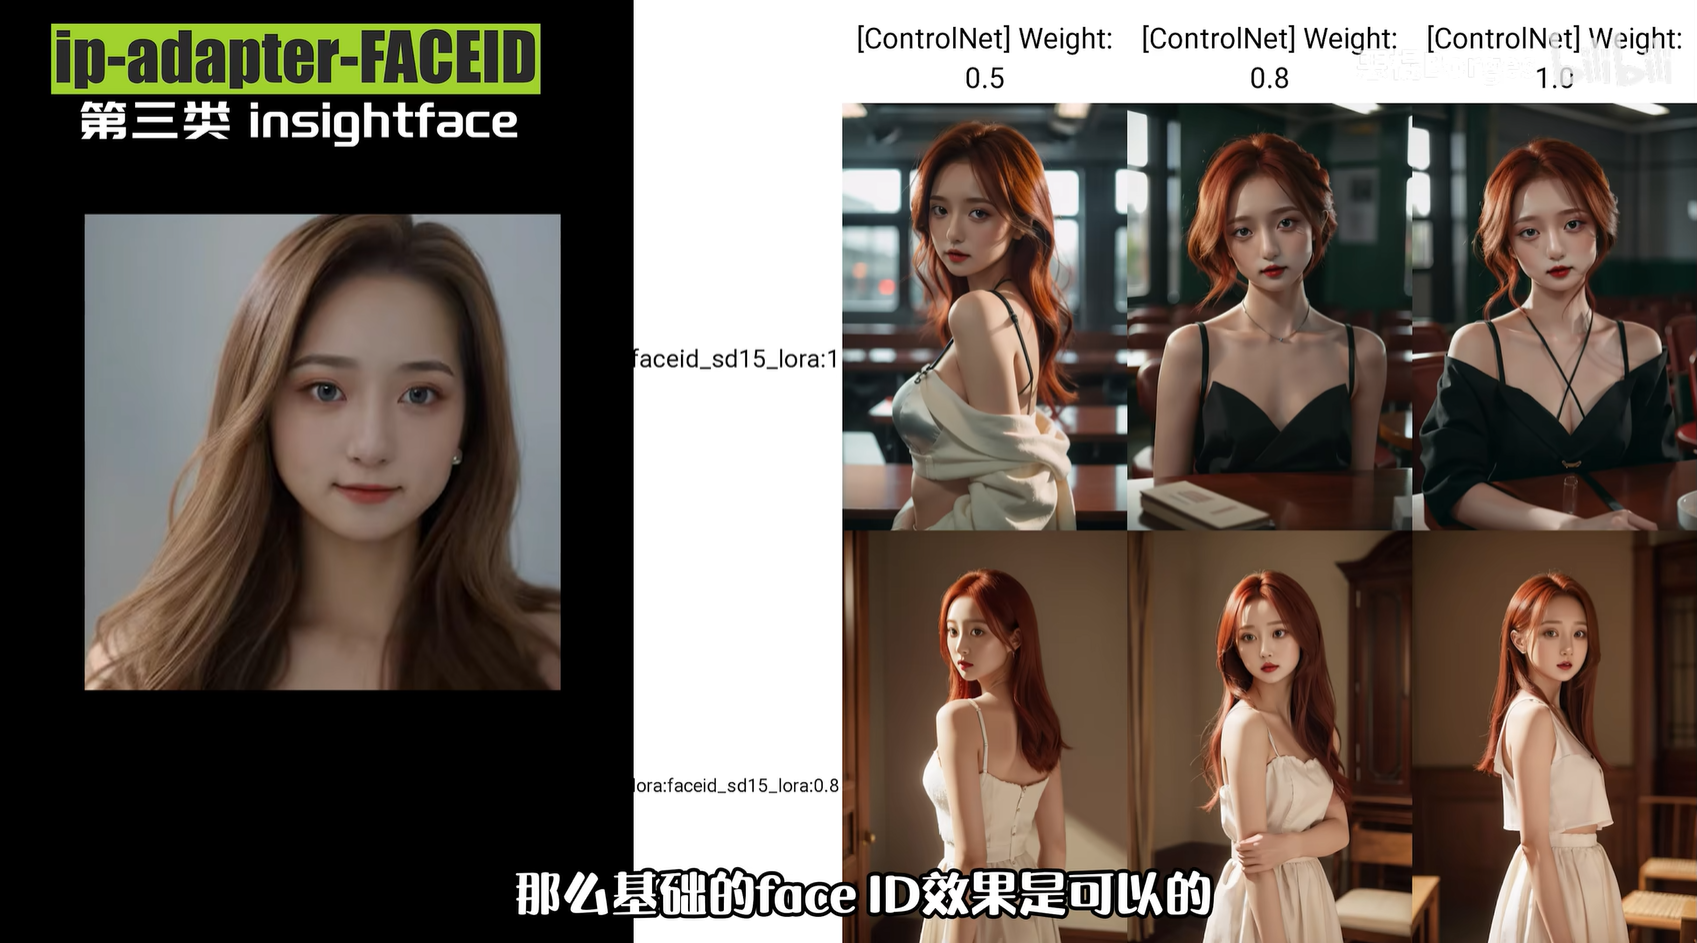 ip-adapter-FACEID
第三类 insightface
[ControlNet] Weight: 0.5
[ControlNet] Weight: 0.8
[ControlNet] Weight: 1.0
faceid_sd15_lora:1
lora:faceid_sd15_lora:0.8
那么基础的face ID效果是可以的
bilibili